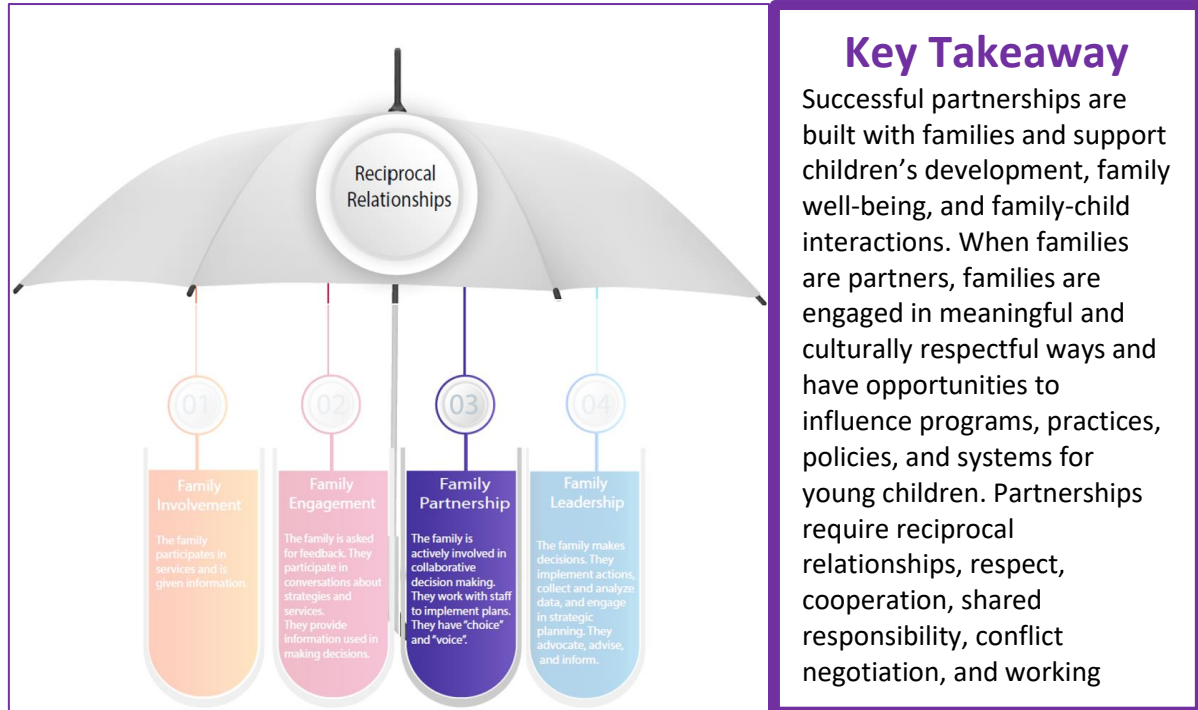 Reciprocal
Relationships
01
Family
Involvement
The family
participates in
services and is
given information.
02
Family
Engagement
The family is asked
for feedback. They
participate in
conversations about
strategies and
services.
They provide
information used in
making decisions.
03
Family
Partnership
The family is
actively involved in
collaborative
decision making.
They work with staff
to implement plans.
They have “choice”
and “voice”.
04
Family
Leadership
The family makes
decisions. They
implement actions,
collect and analyze
data, and engage
in strategic
planning. They
advocate, advise,
and inform.
Key Takeaway
Successful partnerships are
built with families and support
children’s development, family
well-being, and family-child
interactions. When families
are partners, families are
engaged in meaningful and
culturally respectful ways and
have opportunities to
influence programs, practices,
policies, and systems for
young children. Partnerships
require reciprocal
relationships, respect,
cooperation, shared
responsibility, conflict
negotiation, and working